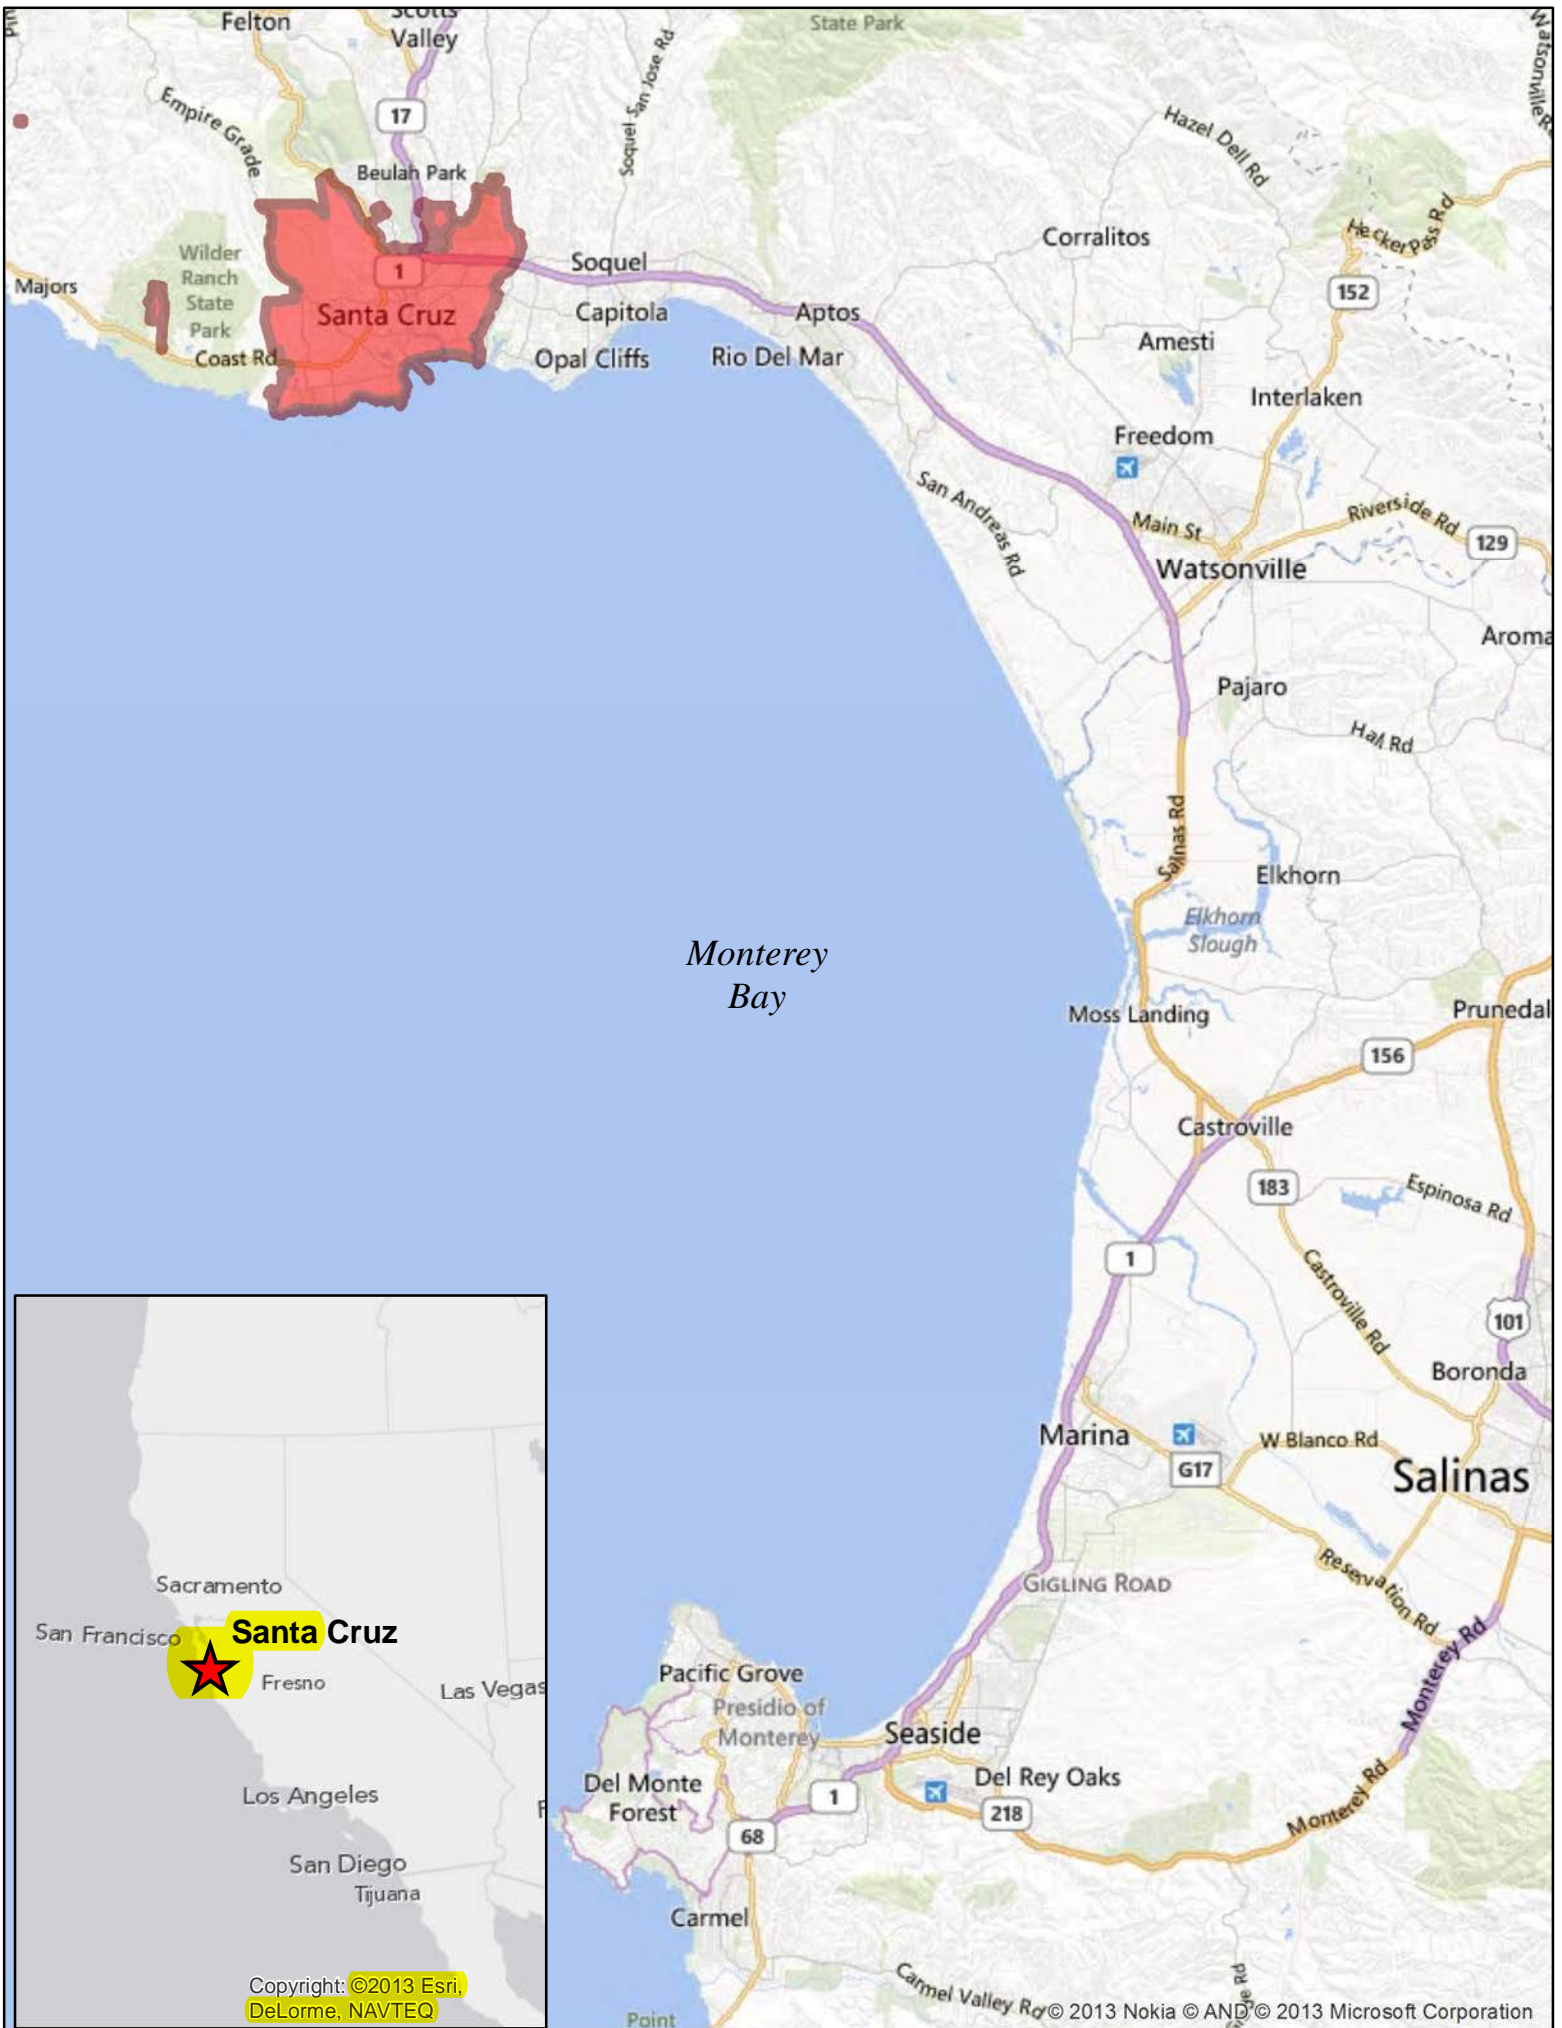 Felton
Scotts
Valley
State Park
Watsonville R
17
Empire Grade
Soquel San Jose Rd
Hazel Dell Rd
Beulah Park
Hecker Pass Rd
Corralitos
Wilder
Ranch
State
Park
1
Soquel
Majors
152
Santa Cruz
Capitola
Aptos
Amesti
Coast Rd
Opal Cliffs
Rio Del Mar
Interlaken
Freedom
San Andreas Rd
Main St
Riverside Rd
129
Watsonville
Aroma
Pajaro
Hall Rd
Salinas Rd
Elkhorn
Elkhorn
Slough
Monterey
Bay
Moss Landing
Prunedal
156
Castroville
183
Espinosa Rd
1
Castroville Rd
101
Boronda
Marina
W Blanco Rd
G17
Salinas
Reservation Rd
GIGLING ROAD
Monterey Rd
Pacific Grove
Presidio of
Monterey
Seaside
Del Monte
Forest
1
Del Rey Oaks
218
68
Monterey Rd
Carmel
Carmel Valley Rd
Point
© 2013 Nokia © AND © 2013 Microsoft Corporation
Sacramento
San Francisco
Santa Cruz
Fresno
Las Vegas
Los Angeles
San Diego
Tijuana
Copyright: ©2013 Esri,
DeLorme, NAVTEQ